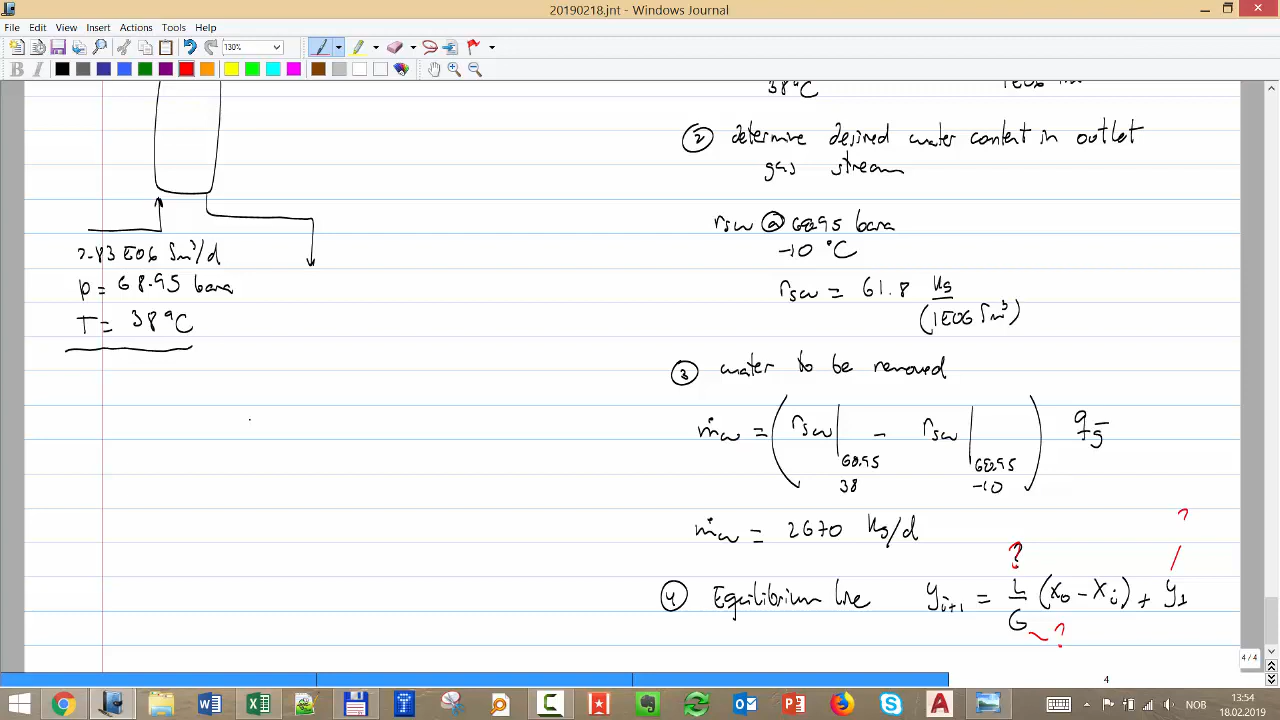 20190218.jnt - Windows Journal
File Edit View Insert Actions Tools Help
130%
B I
38°C
② determine desired water content in outlet
gas stream
rsw @ 68.95 bara
-10 °C
rsw = 61.8 kg
(1E06 Sm³)
③ water to be removed
ṁw = ( rsw | - rsw | ) qg
68.95 68.95
38 -10
ṁw = 2670 kg/d
④ Equilibrium line yi+1 = L/G (x0 - xi) + y1
? ? ?
2.83 E06 Sm³/d
p = 68.95 bara
T = 38°C
4/4
4
NOB
13:54
18.02.2019